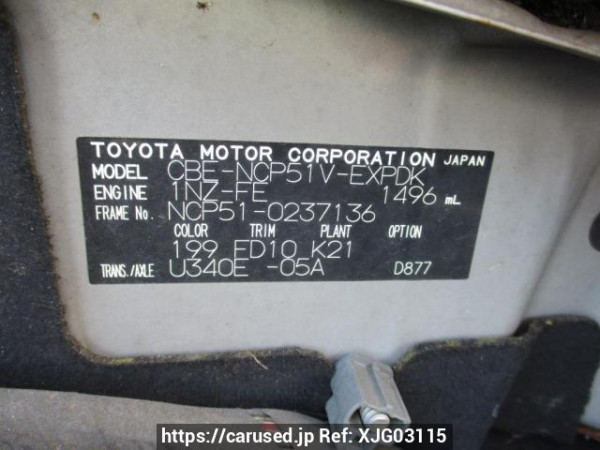 TOYOTA MOTOR CORPORATION JAPAN
MODEL CBE-NCP51V-EXPDK
ENGINE 1NZ-FE 1496 mL
FRAME No. NCP51-0237136
COLOR TRIM PLANT OPTION
199 ED10 K21
TRANS./AXLE U340E -05A D877
https://carused.jp Ref: XJG03115